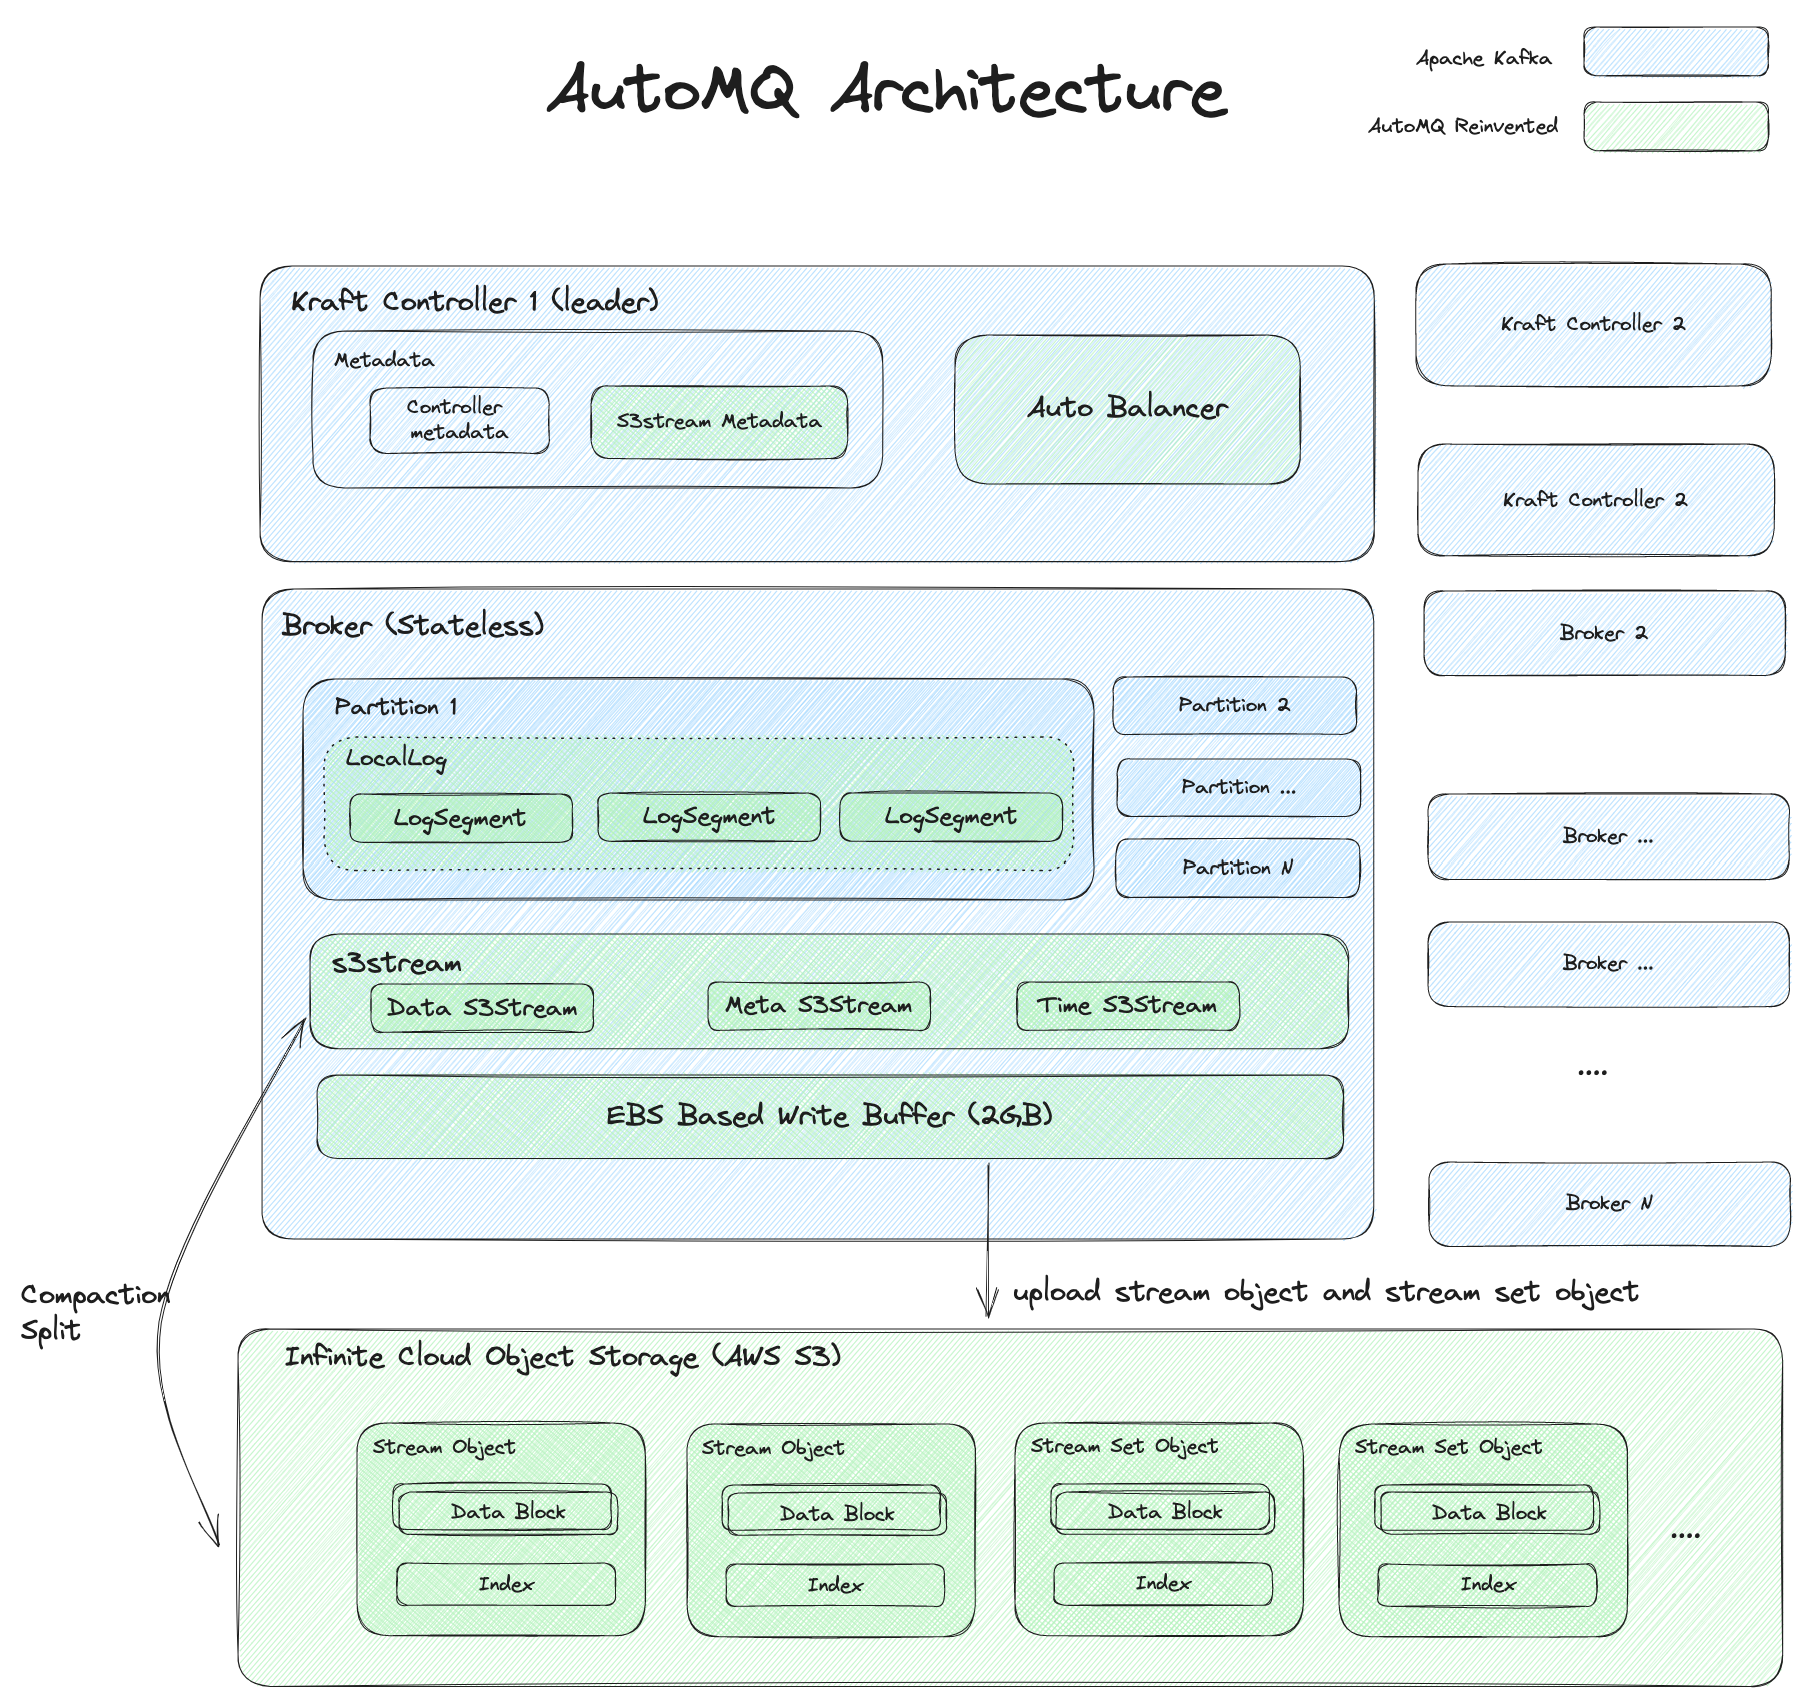 AutoMQ Architecture
Apache Kafka
AutoMQ Reinvented
Kraft Controller 1 (leader)
Metadata
Controller
metadata
S3stream Metadata
Auto Balancer
Kraft Controller 2
Kraft Controller 2
Broker (Stateless)
Partition 1
LocalLog
LogSegment
LogSegment
LogSegment
Partition 2
Partition ...
Partition N
s3stream
Data S3Stream
Meta S3Stream
Time S3Stream
EBS Based Write Buffer (2GB)
Broker 2
Broker ...
Broker ...
....
Broker N
Compaction
Split
upload stream object and stream set object
Infinite Cloud Object Storage (AWS S3)
Stream Object
Data Block
Index
Stream Object
Data Block
Index
Stream Set Object
Data Block
Index
Stream Set Object
Data Block
Index
....